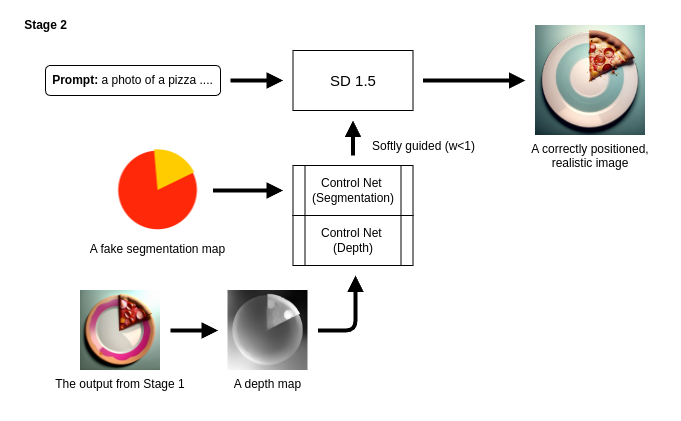 Stage 2
Prompt: a photo of a pizza ....
SD 1.5
Softly guided (w<1)
A correctly positioned,
realistic image
Control Net
(Segmentation)
A fake segmentation map
Control Net
(Depth)
The output from Stage 1
A depth map